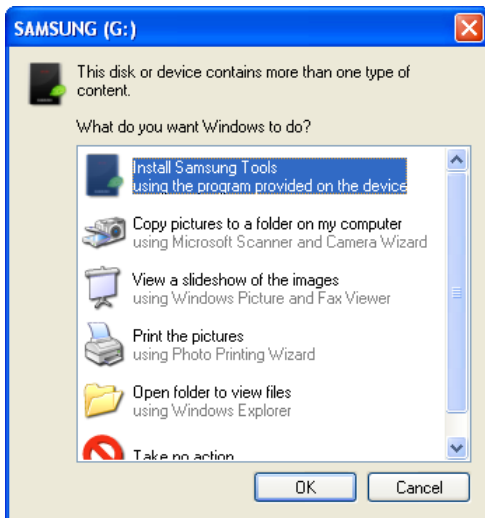 SAMSUNG (G:)
This disk or device contains more than one type of
content.
What do you want Windows to do?
Install Samsung Tools
using the program provided on the device
Copy pictures to a folder on my computer
using Microsoft Scanner and Camera Wizard
View a slideshow of the images
using Windows Picture and Fax Viewer
Print the pictures
using Photo Printing Wizard
Open folder to view files
using Windows Explorer
Take no action
OK
Cancel